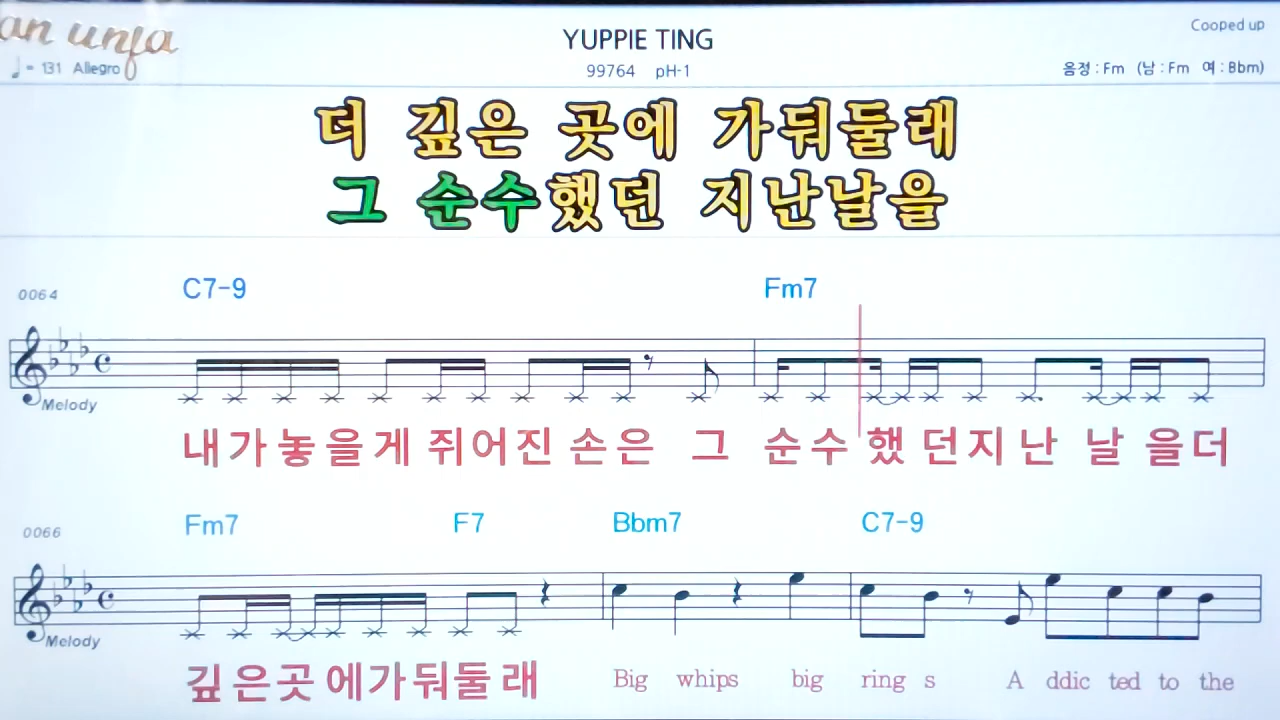 an unfa
YUPPIE TING
Cooped up
♩ = 131 Allegro
99764 pH-1
음정 : Fm (남 : Fm 여 : Bbm)
더 깊은 곳에 가둬둘래
그 순수했던 지난날을
0064 C7-9 Fm7
Melody
내가놓을게 쥐어진 손은 그 순수했던지난 날 을더
0066 Fm7 F7 Bbm7 C7-9
Melody
깊은곳에가둬둘래 Big whips big ring s A ddic ted to the